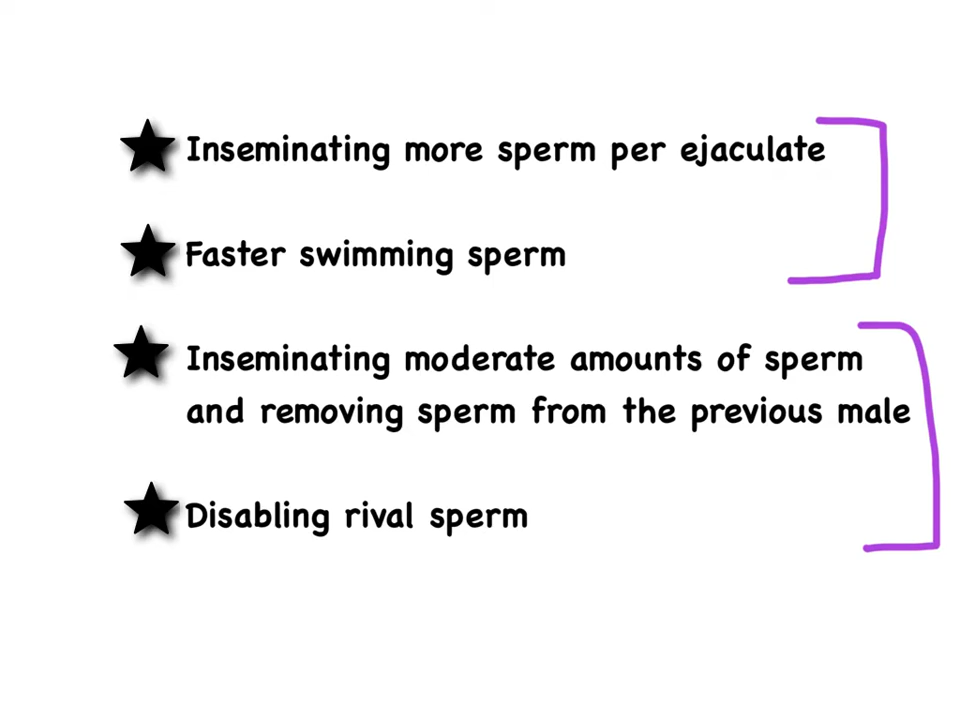 Inseminating more sperm per ejaculate
Faster swimming sperm
Inseminating moderate amounts of sperm
and removing sperm from the previous male
Disabling rival sperm